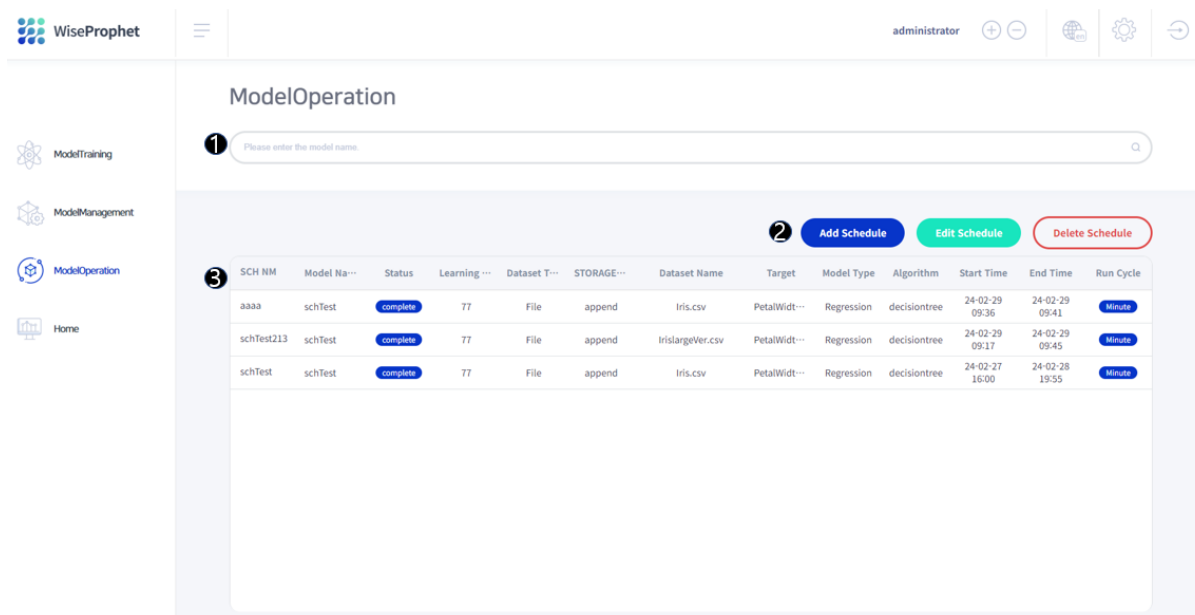 WiseProphet
administrator
ModelOperation
1
Please enter the model name.
ModelTraining
ModelManagement
ModelOperation
Home
2 Add Schedule Edit Schedule Delete Schedule
3
SCH NM Model Na··· Status Learning ··· Dataset T··· STORAGE··· Dataset Name Target Model Type Algorithm Start Time End Time Run Cycle
aaaa schTest complete 77 File append Iris.csv PetalWidt··· Regression decisiontree 24-02-29 09:36 24-02-29 09:41 Minute
schTest213 schTest complete 77 File append IrislargeVer.csv PetalWidt··· Regression decisiontree 24-02-29 09:17 24-02-29 09:45 Minute
schTest schTest complete 77 File append Iris.csv PetalWidt··· Regression decisiontree 24-02-27 16:00 24-02-28 19:55 Minute